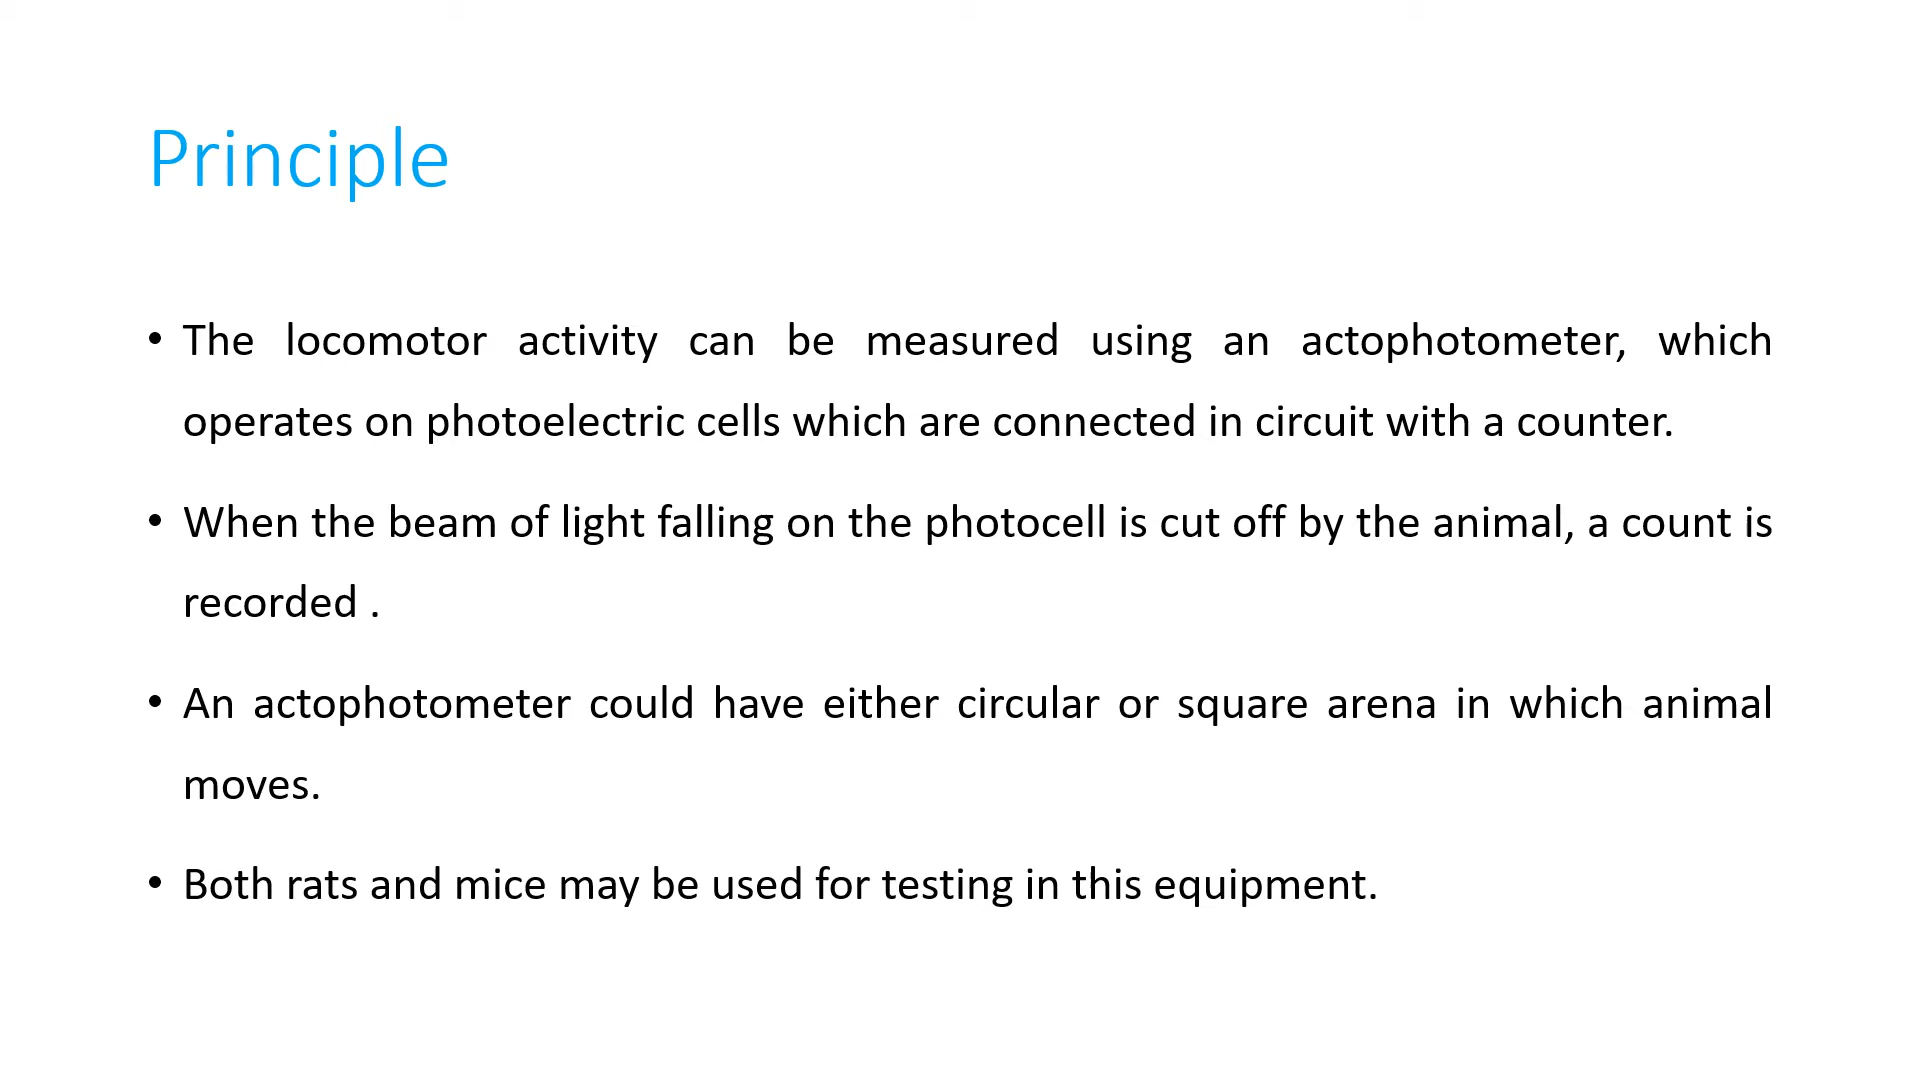 Principle
• The locomotor activity can be measured using an actophotometer, which
operates on photoelectric cells which are connected in circuit with a counter.
• When the beam of light falling on the photocell is cut off by the animal, a count is
recorded .
• An actophotometer could have either circular or square arena in which animal
moves.
• Both rats and mice may be used for testing in this equipment.